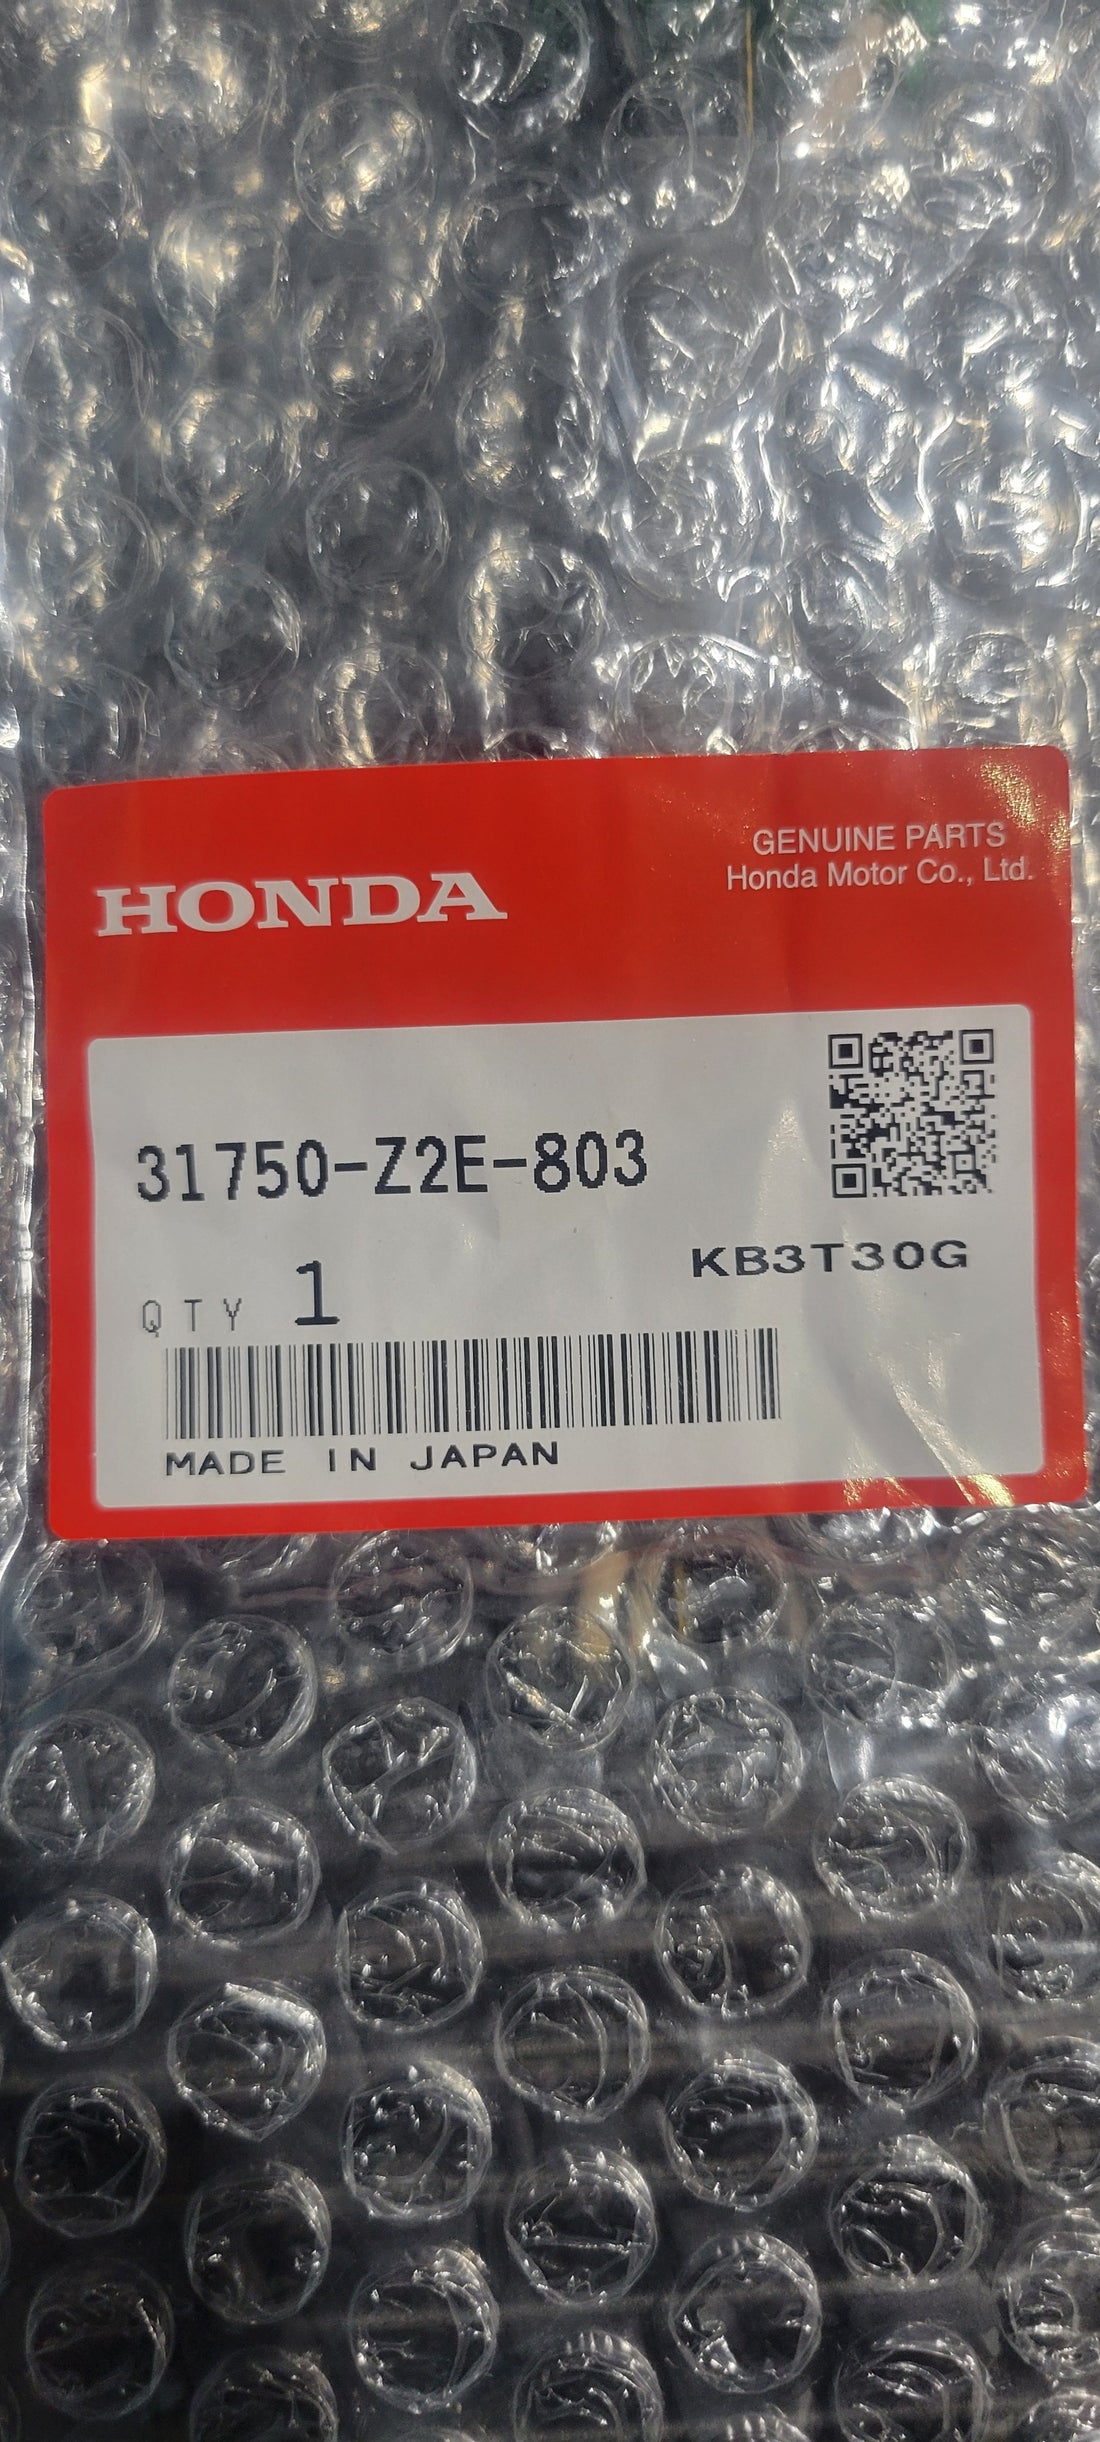 HONDA
GENUINE PARTS
Honda Motor Co., Ltd.
31750-Z2E-803
KB3T30G
QTY 1
MADE IN JAPAN